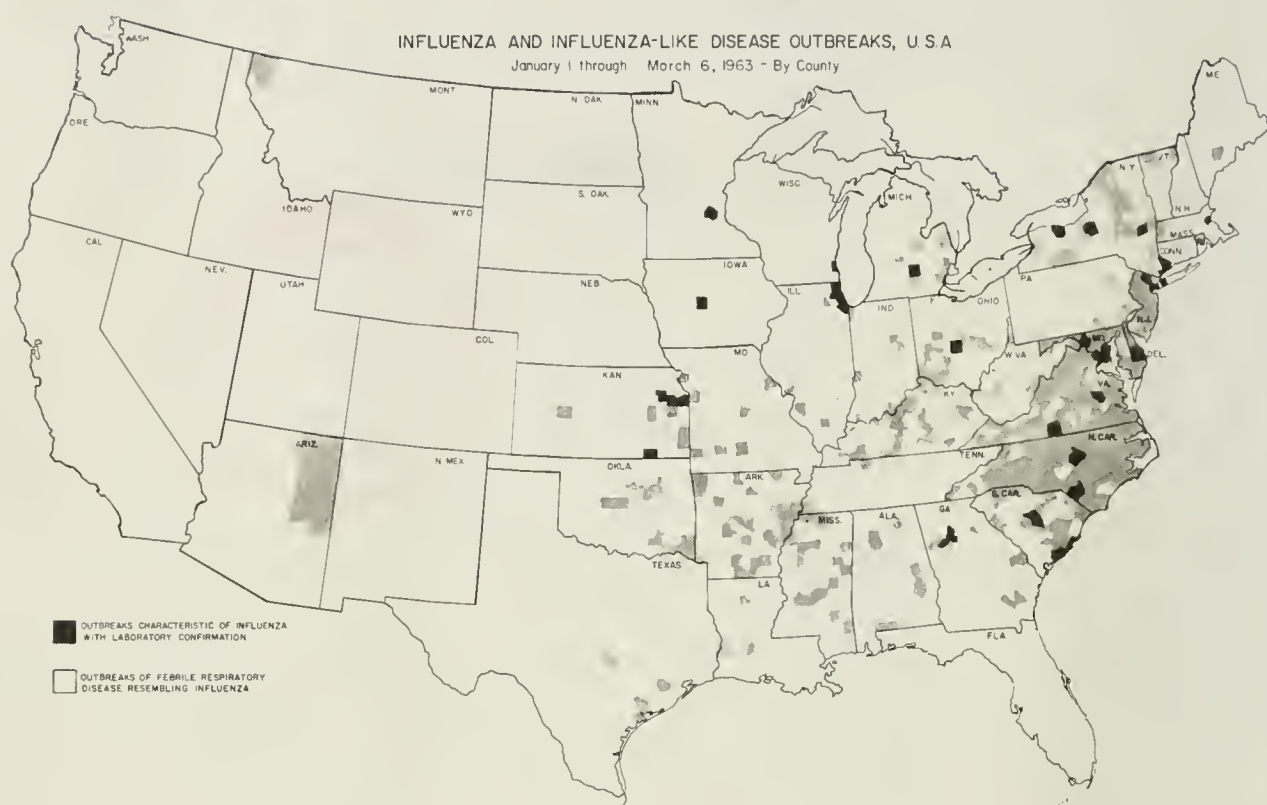 INFLUENZA AND INFLUENZA-LIKE DISEASE OUTBREAKS, U.S.A
January 1 through March 6, 1963 - By County
WASH
MONT
N. DAK
MINN
ME
ORE
VT.
N.Y
S. DAK
WISC
MICH
IDAHO
WYO
N.H.
MASS.
CAL
CONN
NEV.
IOWA
PA
UTAH
NEB
ILL
IND
OHIO
N.J.
COL
MO
W.VA
MD.
DEL.
KAN
KY
VA.
ARIZ.
N.MEX
OKLA.
ARK.
TENN.
N.CAR.
S.CAR.
MISS.
ALA.
GA
TEXAS
LA
FLA
OUTBREAKS CHARACTERISTIC OF INFLUENZA
WITH LABORATORY CONFIRMATION
OUTBREAKS OF FEBRILE RESPIRATORY
DISEASE RESEMBLING INFLUENZA